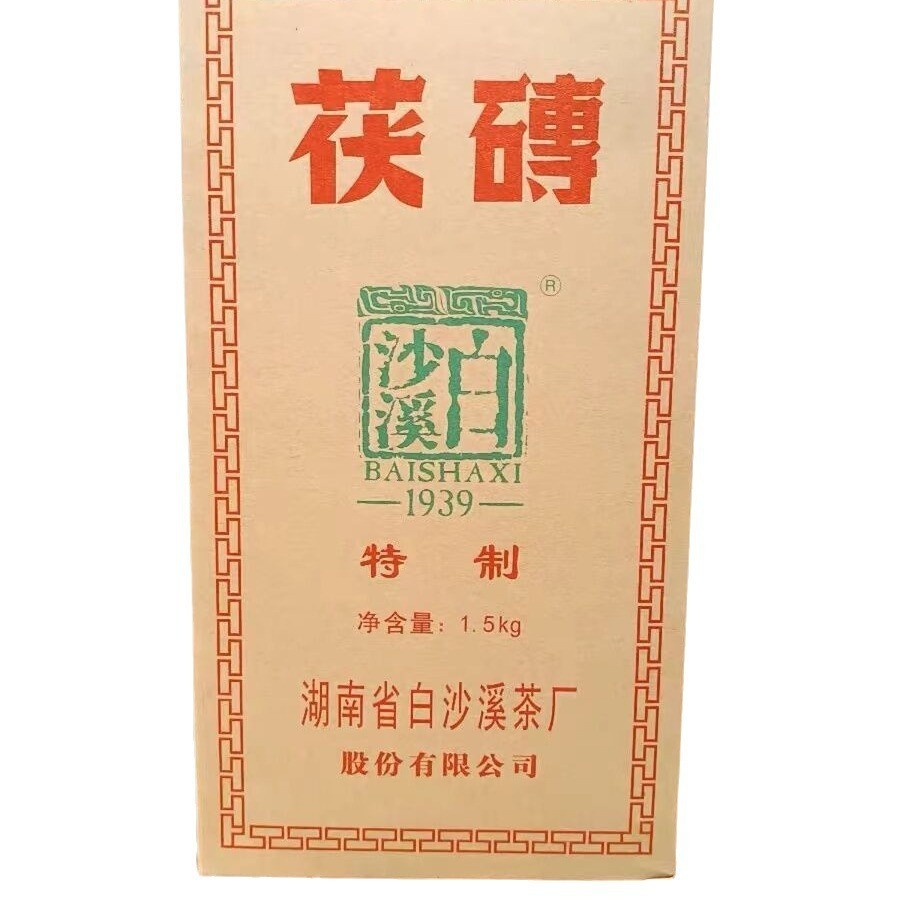 茯磚
®
白沙溪
BAISHAXI
1939
特制
净含量：1.5kg
湖南省白沙溪茶厂
股份有限公司